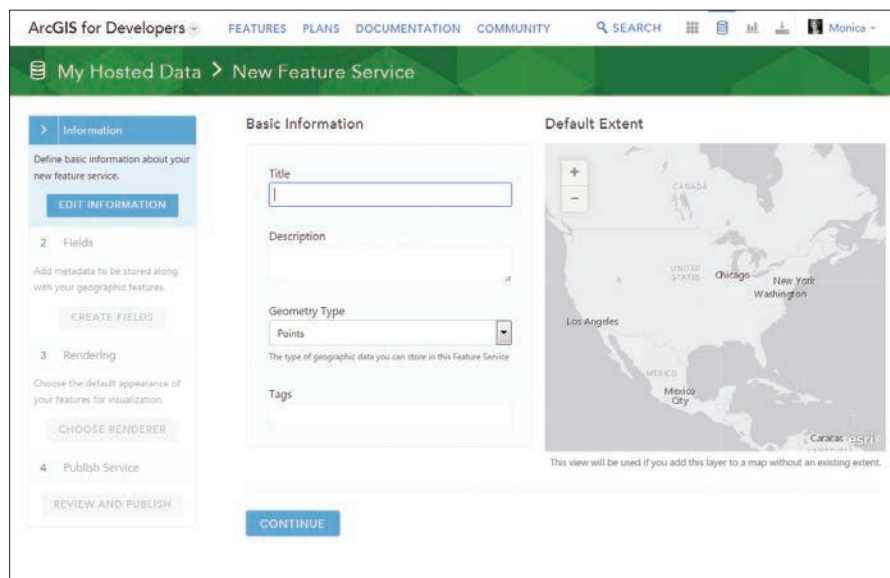 ArcGIS for Developers
FEATURES PLANS DOCUMENTATION COMMUNITY
SEARCH
Monica
My Hosted Data > New Feature Service
> Information
Define basic information about your
new feature service.
EDIT INFORMATION
2 Fields
Add metadata to be stored along
with your geographic features.
CREATE FIELDS
3 Rendering
Choose the default appearance of
your features for visualization.
CHOOSE RENDERER
4 Publish Service
REVIEW AND PUBLISH
Basic Information
Title
Description
Geometry Type
Points
The type of geographic data you can store in this Feature Service
Tags
CONTINUE
Default Extent
+
−
CANADA
UNITED
STATES
Chicago
New York
Washington
Los Angeles
MÉXICO
Mexico
City
Caracas
esri
This view will be used if you add this layer to a map without an existing extent.